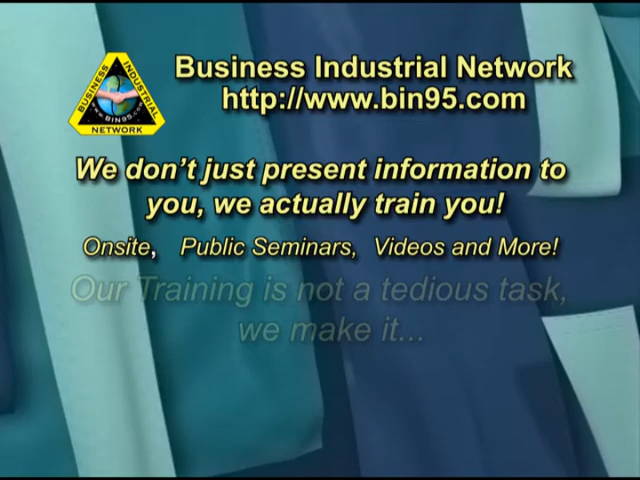 BUSINESS INDUSTRIAL NETWORK
www.BIN95.com
Business Industrial Network
http://www.bin95.com
We don't just present information to
you, we actually train you!
Onsite, Public Seminars, Videos and More!
Our Training is not a tedious task,
we make it...